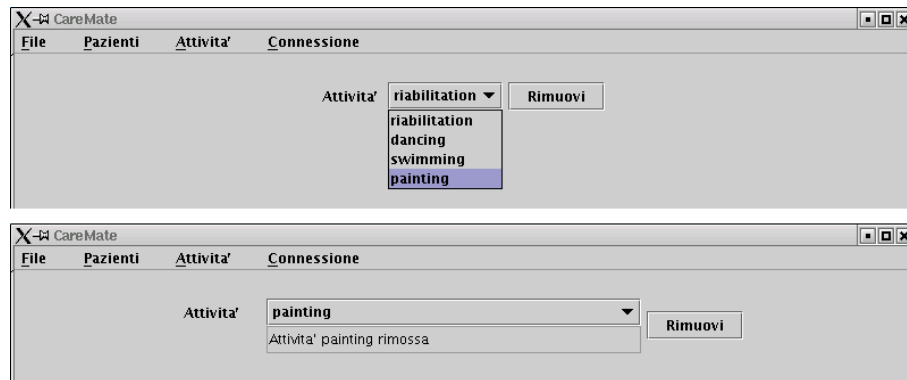 CareMate
File Pazienti Attivita' Connessione
Attivita' riabilitation Rimuovi
riabilitation
dancing
swimming
painting
CareMate
File Pazienti Attivita' Connessione
Attivita' painting Rimuovi
Attivita' painting rimossa